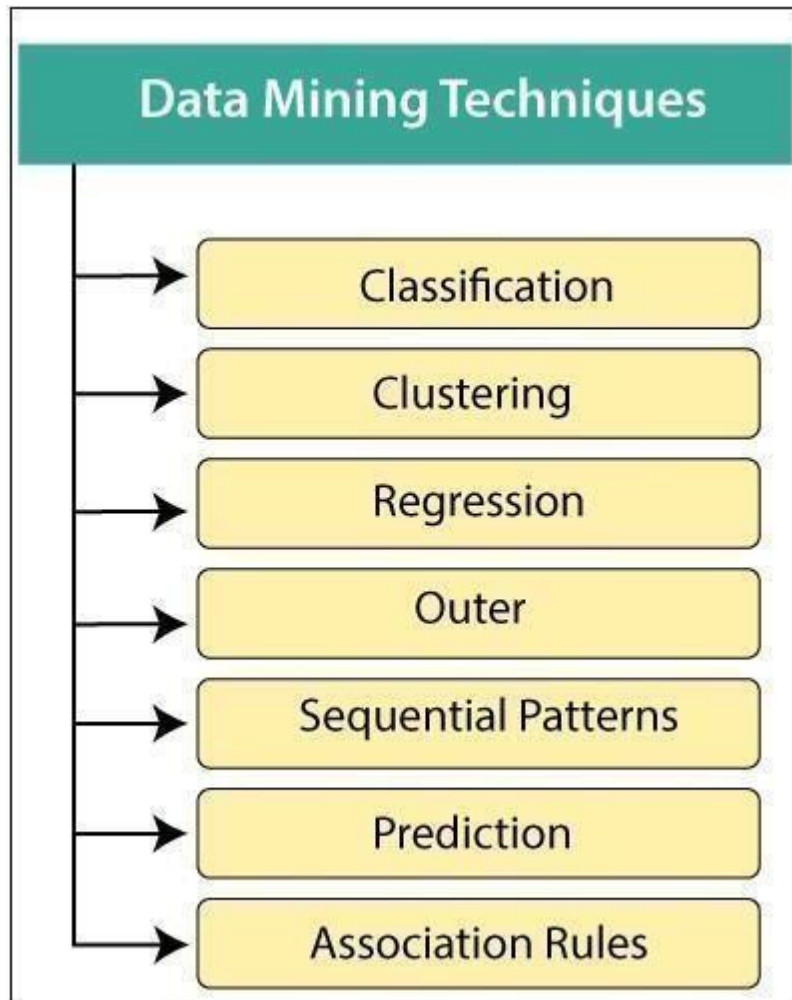 Data Mining Techniques
Classification
Clustering
Regression
Outer
Sequential Patterns
Prediction
Association Rules